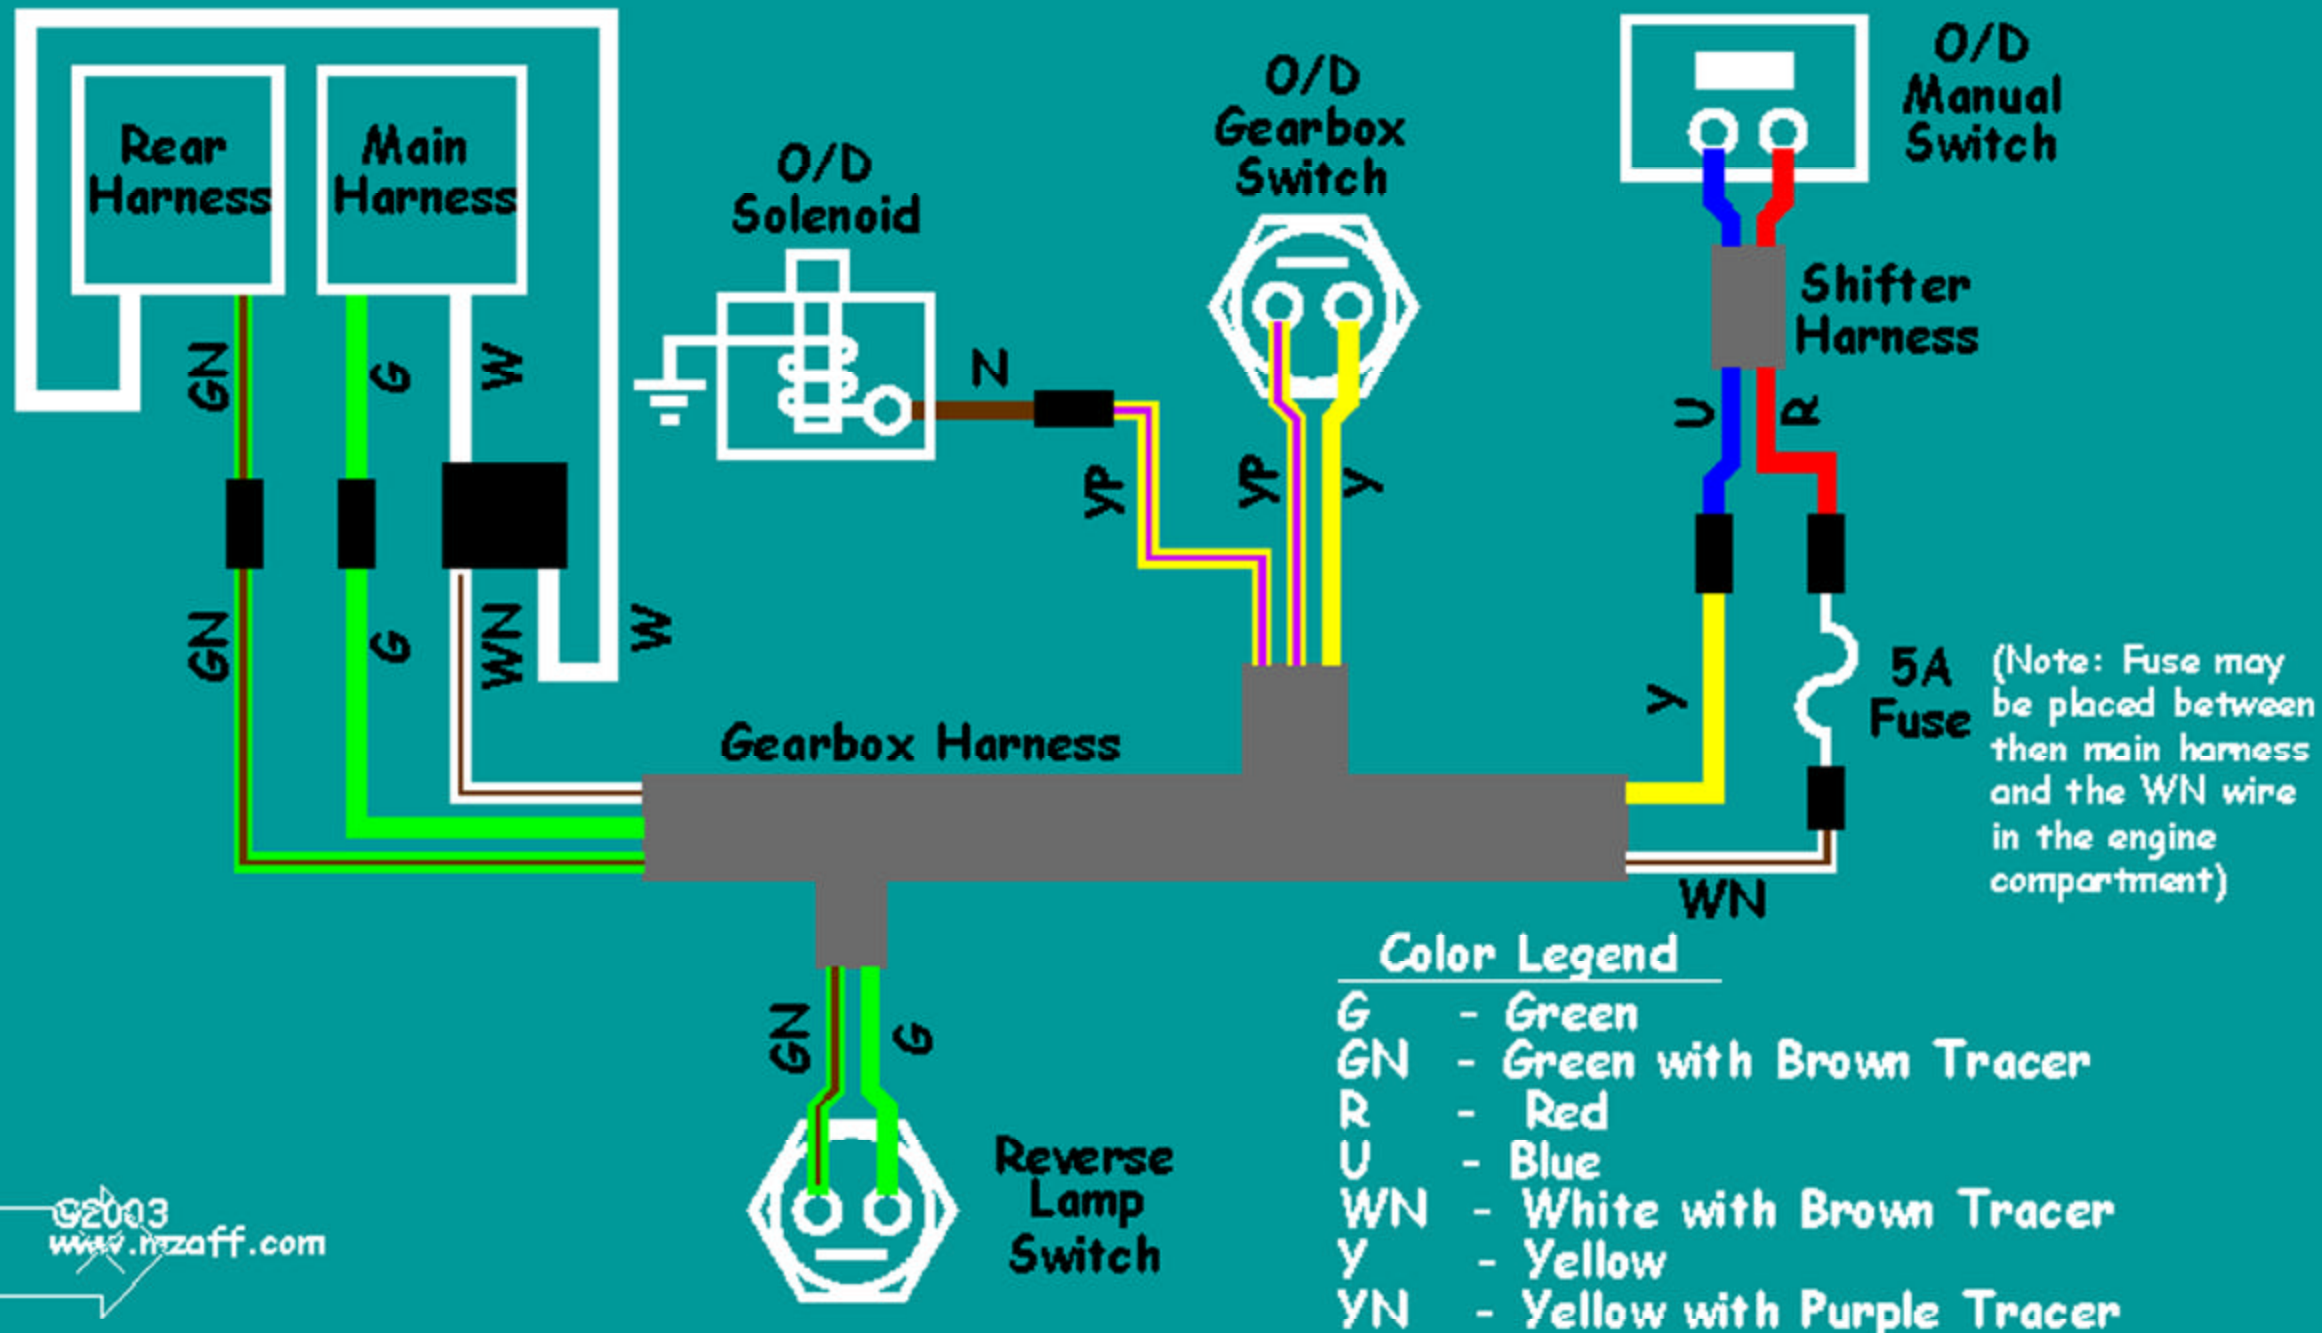 Rear
Harness
Main
Harness
O/D
Solenoid
O/D
Gearbox
Switch
O/D
Manual
Switch
Shifter
Harness
GN
G
W
N
YP
YP
Y
U
R
GN
G
WN
W
Y
5A
Fuse
(Note: Fuse may
be placed between
then main harness
and the WN wire
in the engine
compartment)
Gearbox Harness
WN
GN
G
Reverse
Lamp
Switch
Color Legend
G - Green
GN - Green with Brown Tracer
R - Red
U - Blue
WN - White with Brown Tracer
Y - Yellow
YN - Yellow with Purple Tracer
©2003
www.mzaff.com